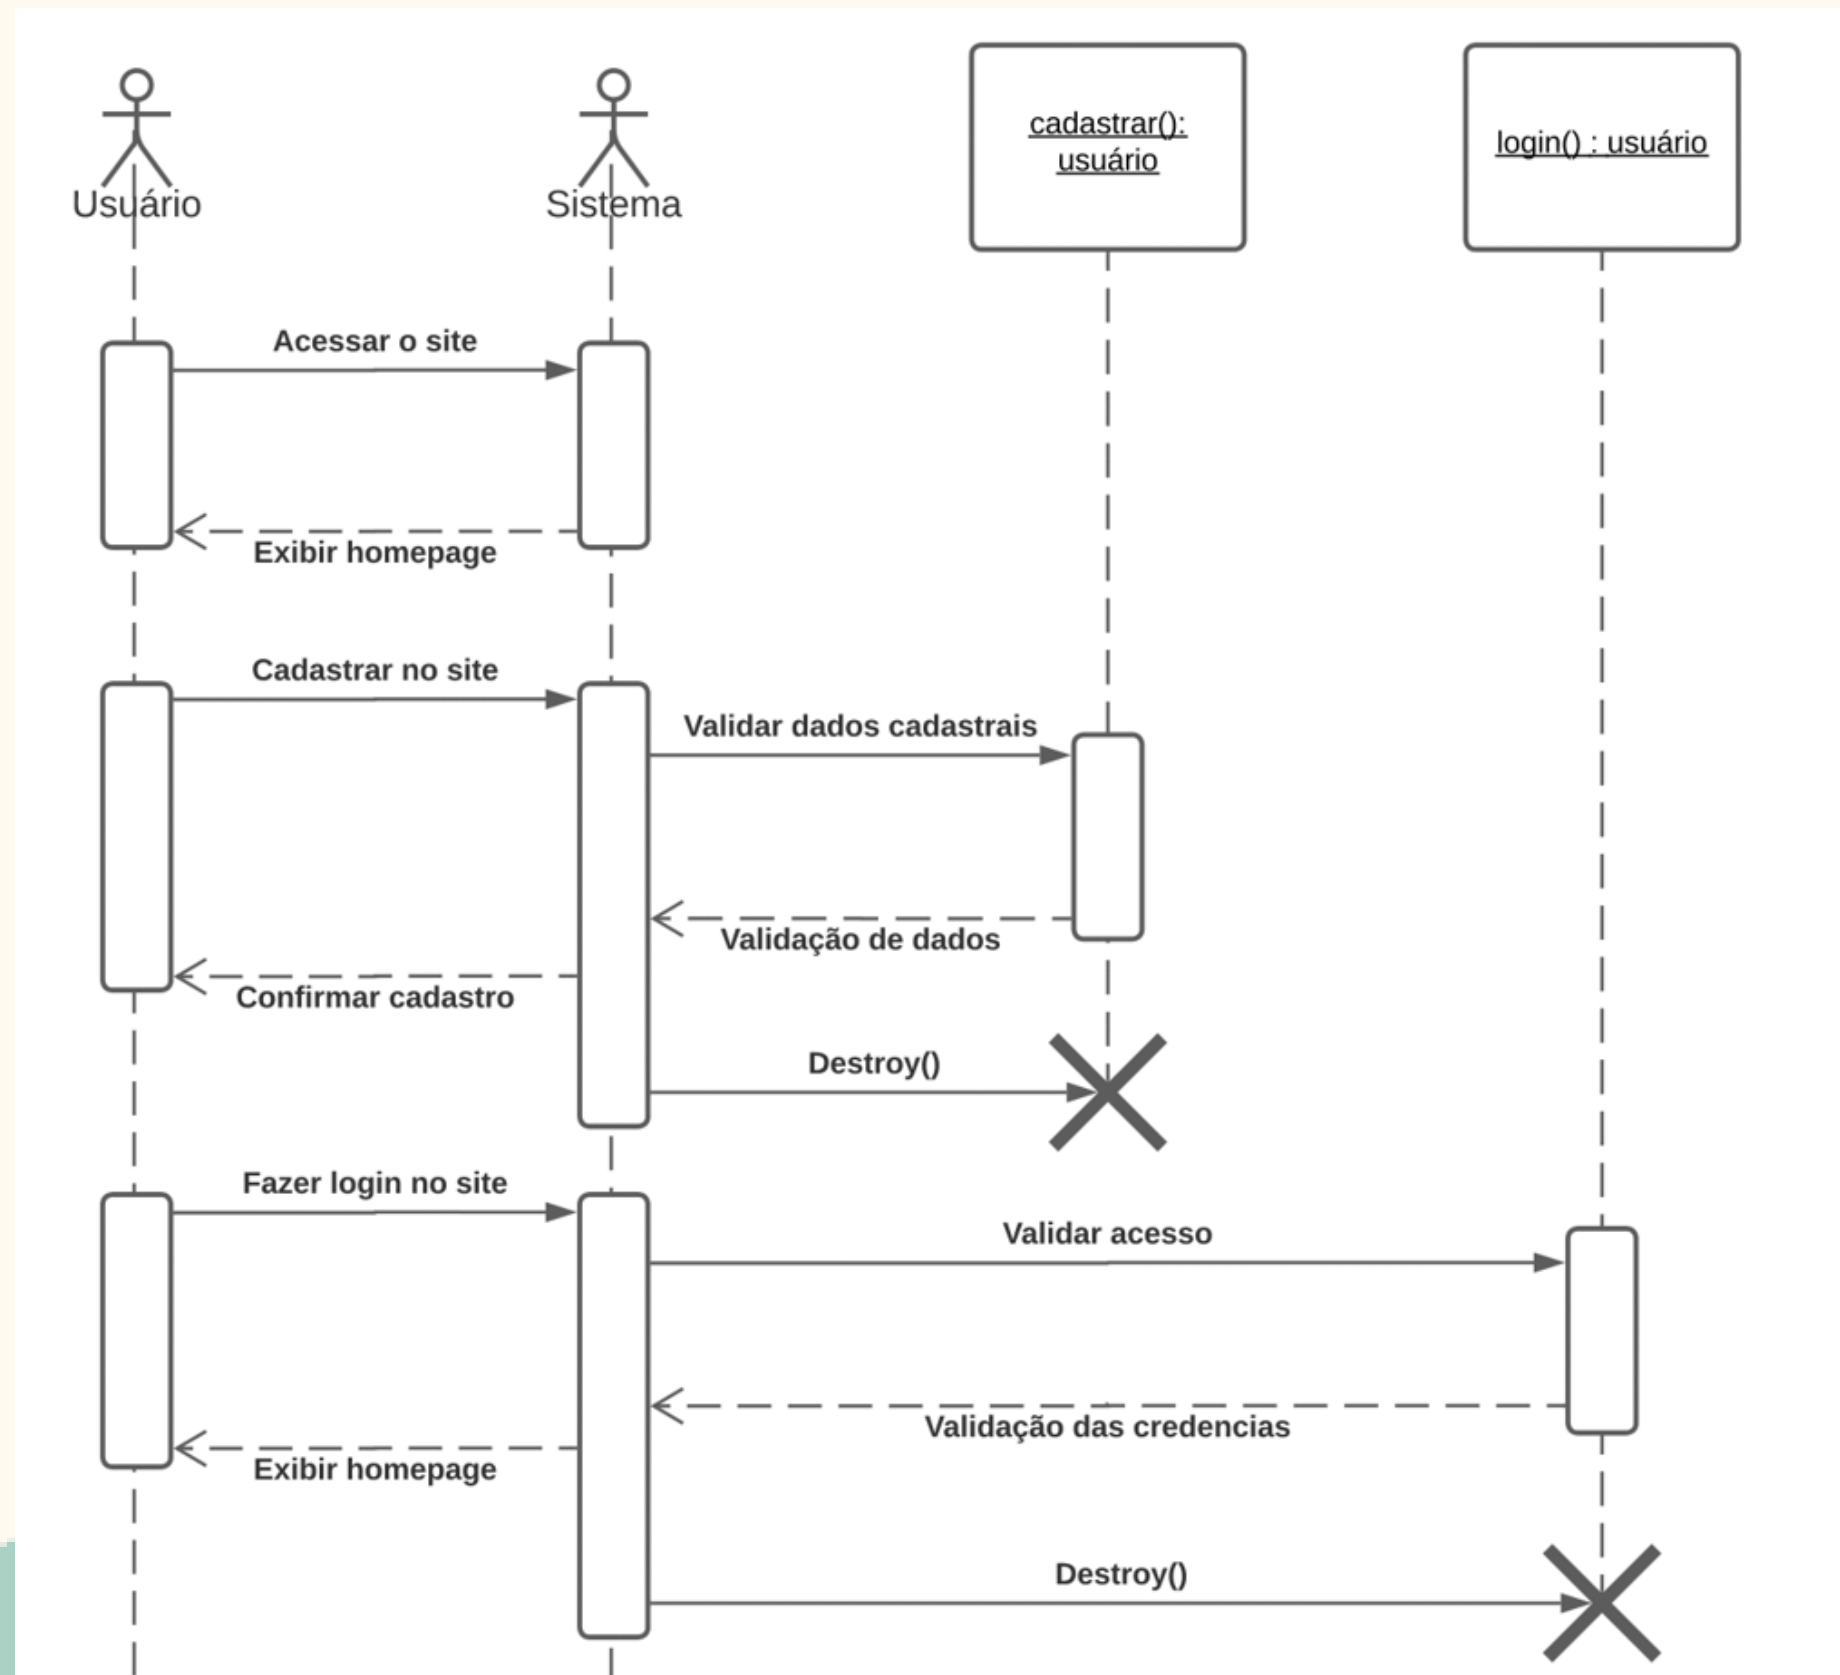 Usuário
Sistema
cadastrar():
usuário
login() : usuário
Acessar o site
Exibir homepage
Cadastrar no site
Validar dados cadastrais
Validação de dados
Confirmar cadastro
Destroy()
Fazer login no site
Validar acesso
Validação das credencias
Exibir homepage
Destroy()